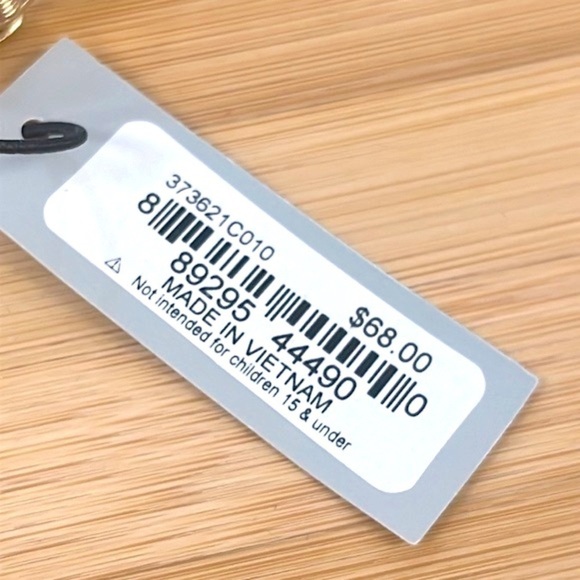 373621C010
$68.00
8 89295 44490 0
MADE IN VIETNAM
⚠ Not intended for children 15 & under